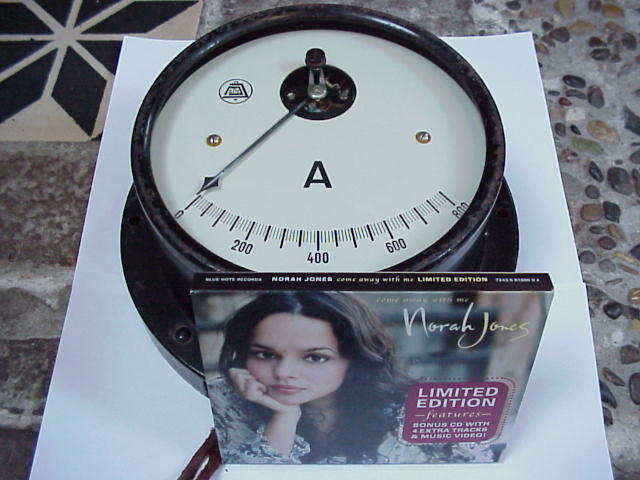 A
0 200 400 600 800
BLUE NOTE RECORDS NORAH JONES come away with me LIMITED EDITION
come away with me
Norah Jones
LIMITED
EDITION
-features-
BONUS CD WITH
4 EXTRA TRACKS
& MUSIC VIDEO!